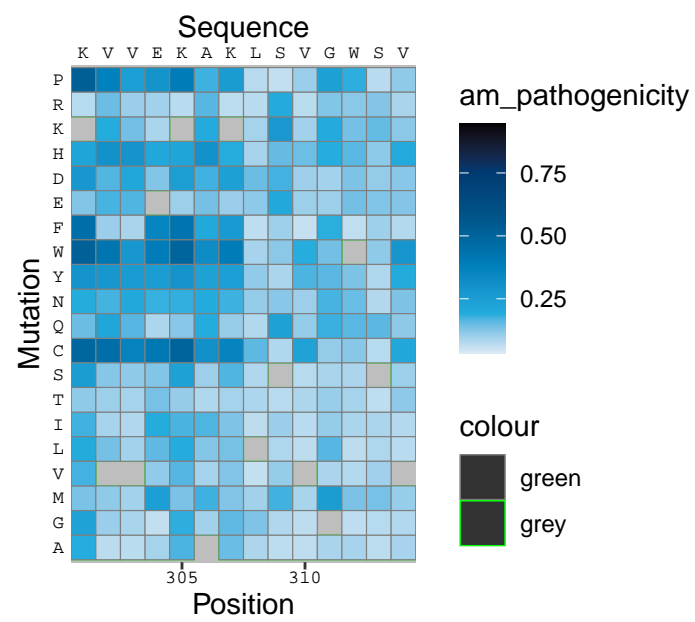 Sequence
K V V E K A K L S V G W S V
P
R
K
H
D
E
F
W
Y
N
Q
C
S
T
I
L
V
M
G
A
Mutation
305 310
Position
am_pathogenicity
0.75
0.50
0.25
colour
green
grey